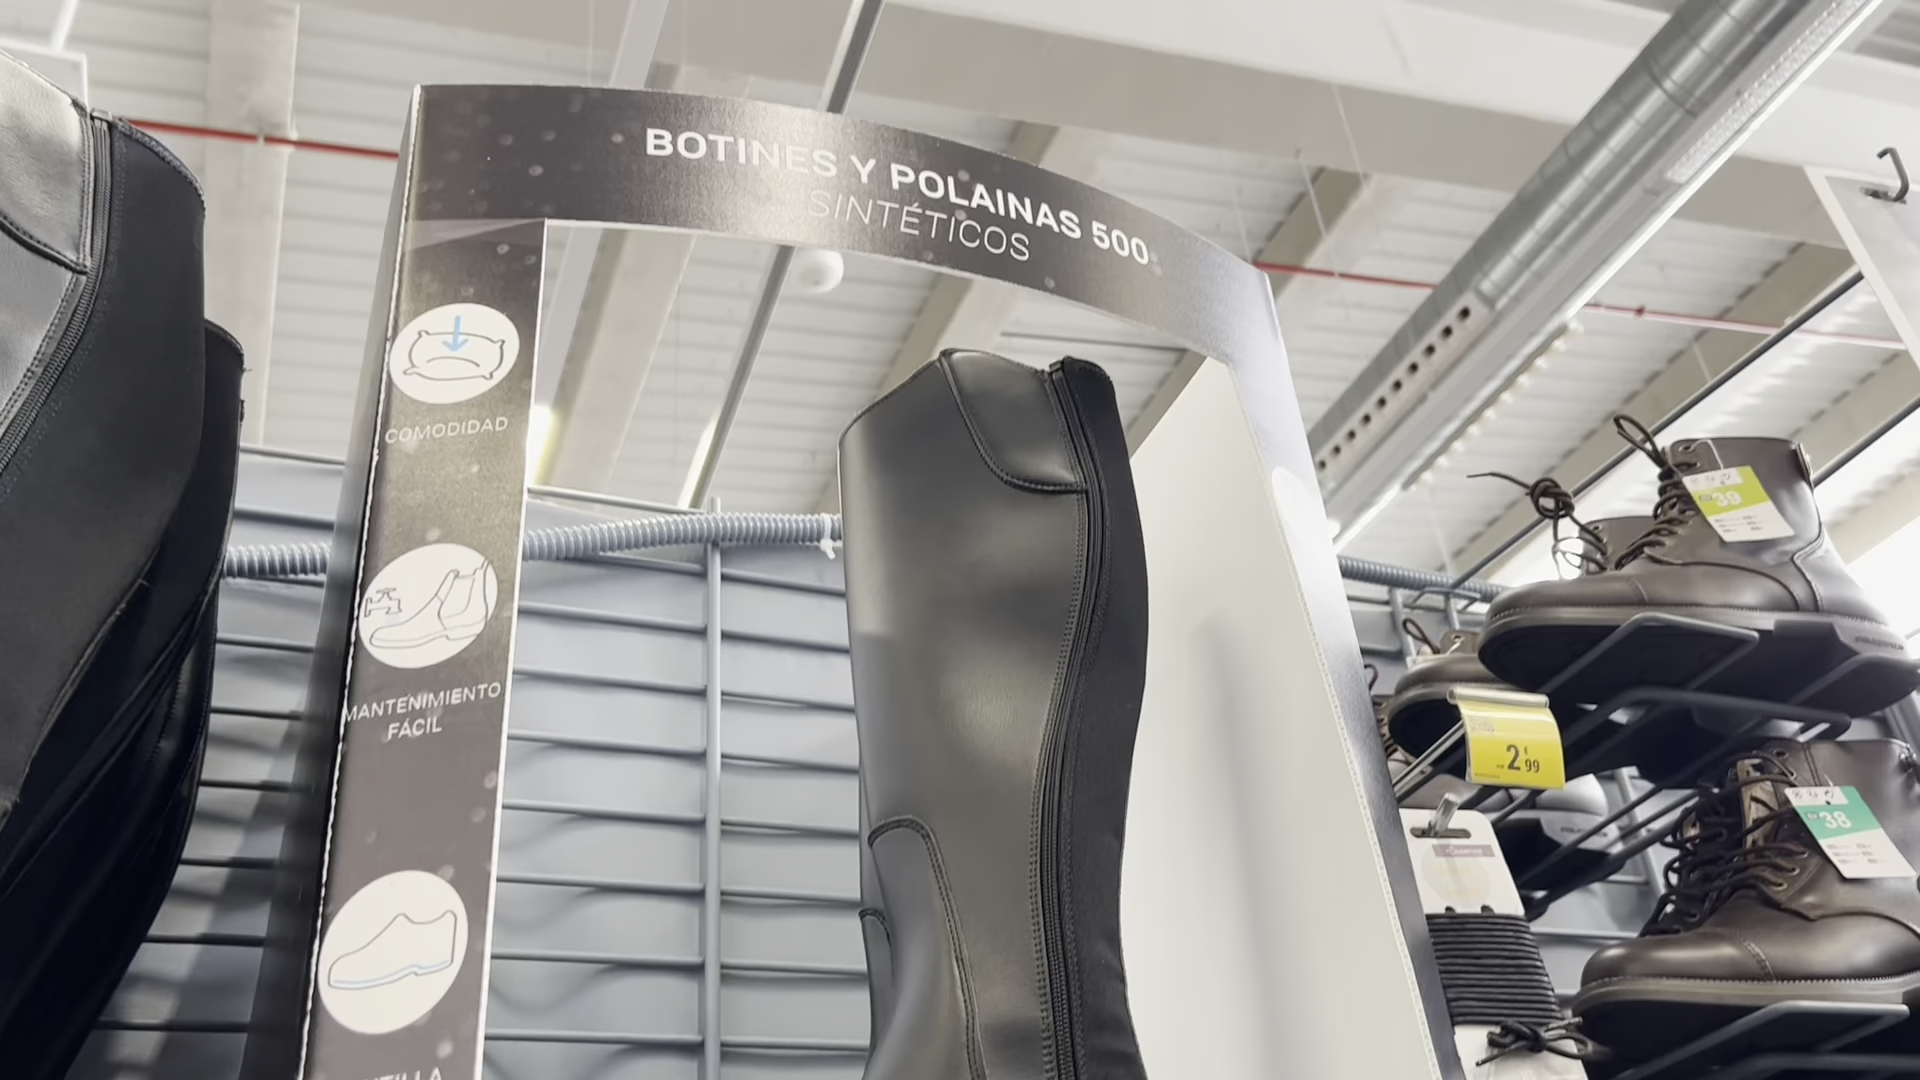 BOTINES Y POLAINAS 500
SINTÉTICOS
COMODIDAD
MANTENIMIENTO
FÁCIL
39
2,99
38